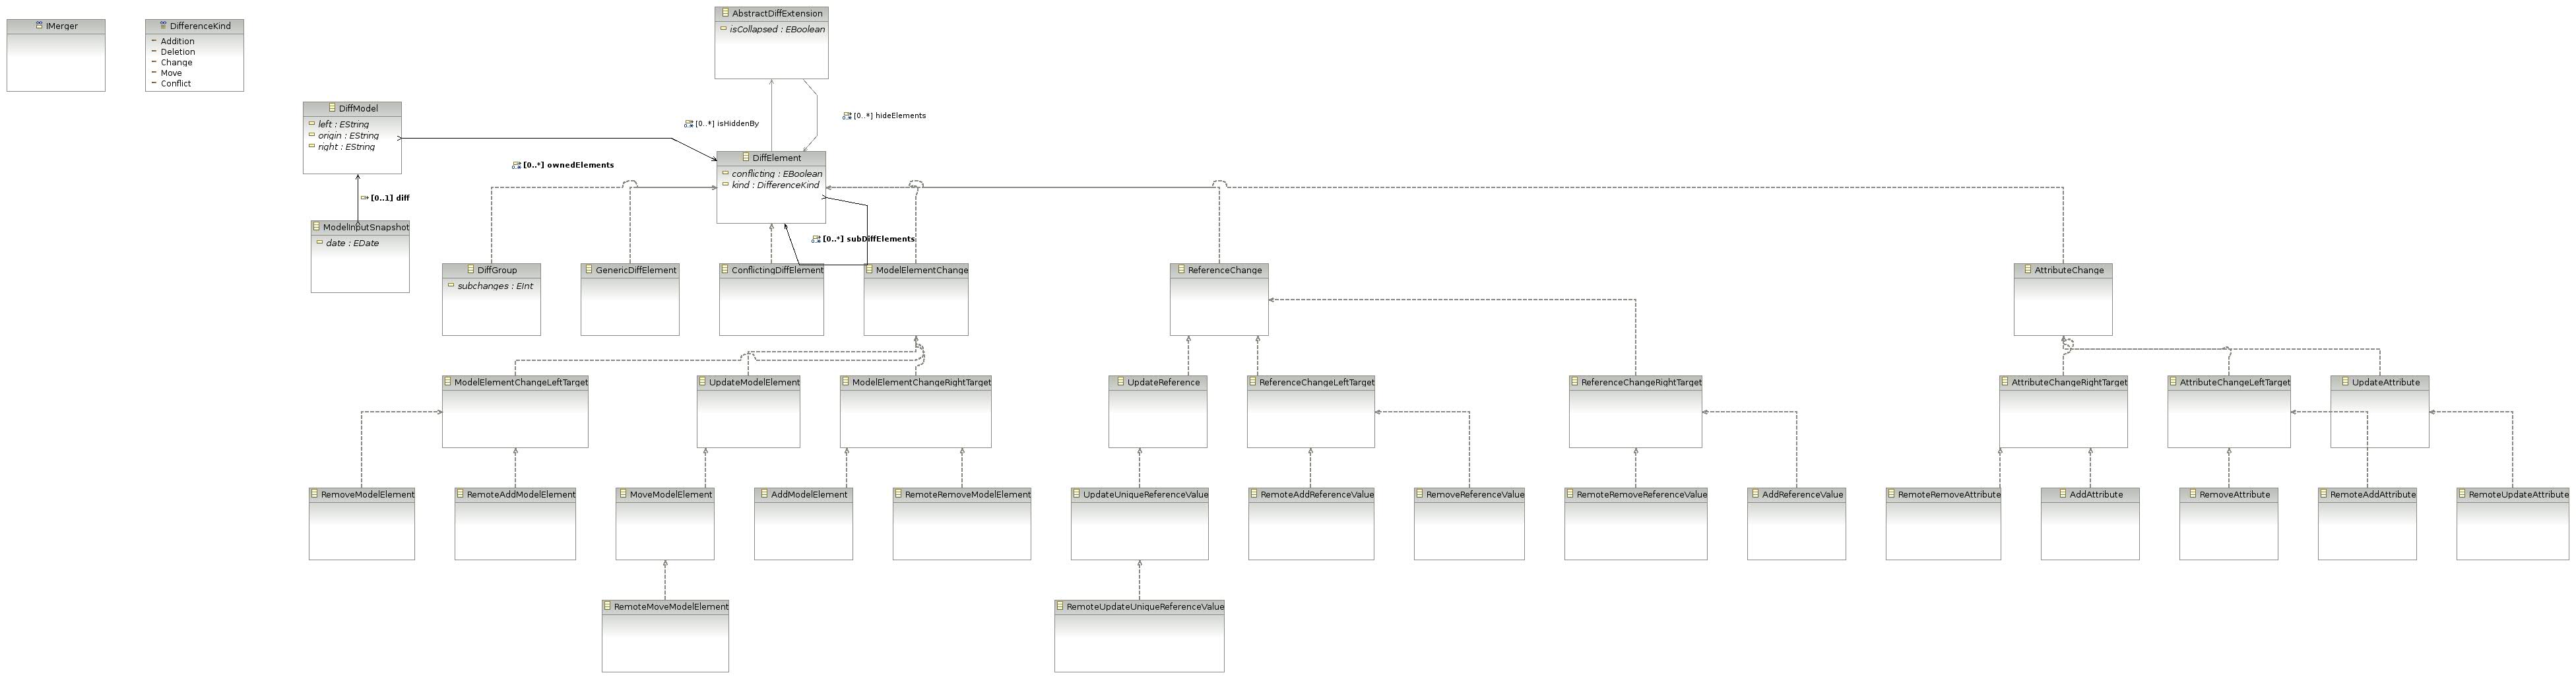 IMerger
DifferenceKind
Addition
Deletion
Change
Move
Conflict
AbstractDiffExtension
isCollapsed : EBoolean
DiffModel
left : EString
origin : EString
right : EString
[0..*] isHiddenBy
[0..*] hideElements
[0..*] ownedElements
DiffElement
conflicting : EBoolean
kind : DifferenceKind
[0..1] diff
ModelInputSnapshot
date : EDate
[0..*] subDiffElements
DiffGroup
subchanges : EInt
GenericDiffElement
ConflictingDiffElement
ModelElementChange
ReferenceChange
AttributeChange
ModelElementChangeLeftTarget
UpdateModelElement
ModelElementChangeRightTarget
UpdateReference
ReferenceChangeLeftTarget
ReferenceChangeRightTarget
AttributeChangeRightTarget
AttributeChangeLeftTarget
UpdateAttribute
RemoveModelElement
RemoteAddModelElement
MoveModelElement
AddModelElement
RemoteRemoveModelElement
UpdateUniqueReferenceValue
RemoteAddReferenceValue
RemoveReferenceValue
RemoteRemoveReferenceValue
AddReferenceValue
RemoteRemoveAttribute
AddAttribute
RemoveAttribute
RemoteAddAttribute
RemoteUpdateAttribute
RemoteMoveModelElement
RemoteUpdateUniqueReferenceValue